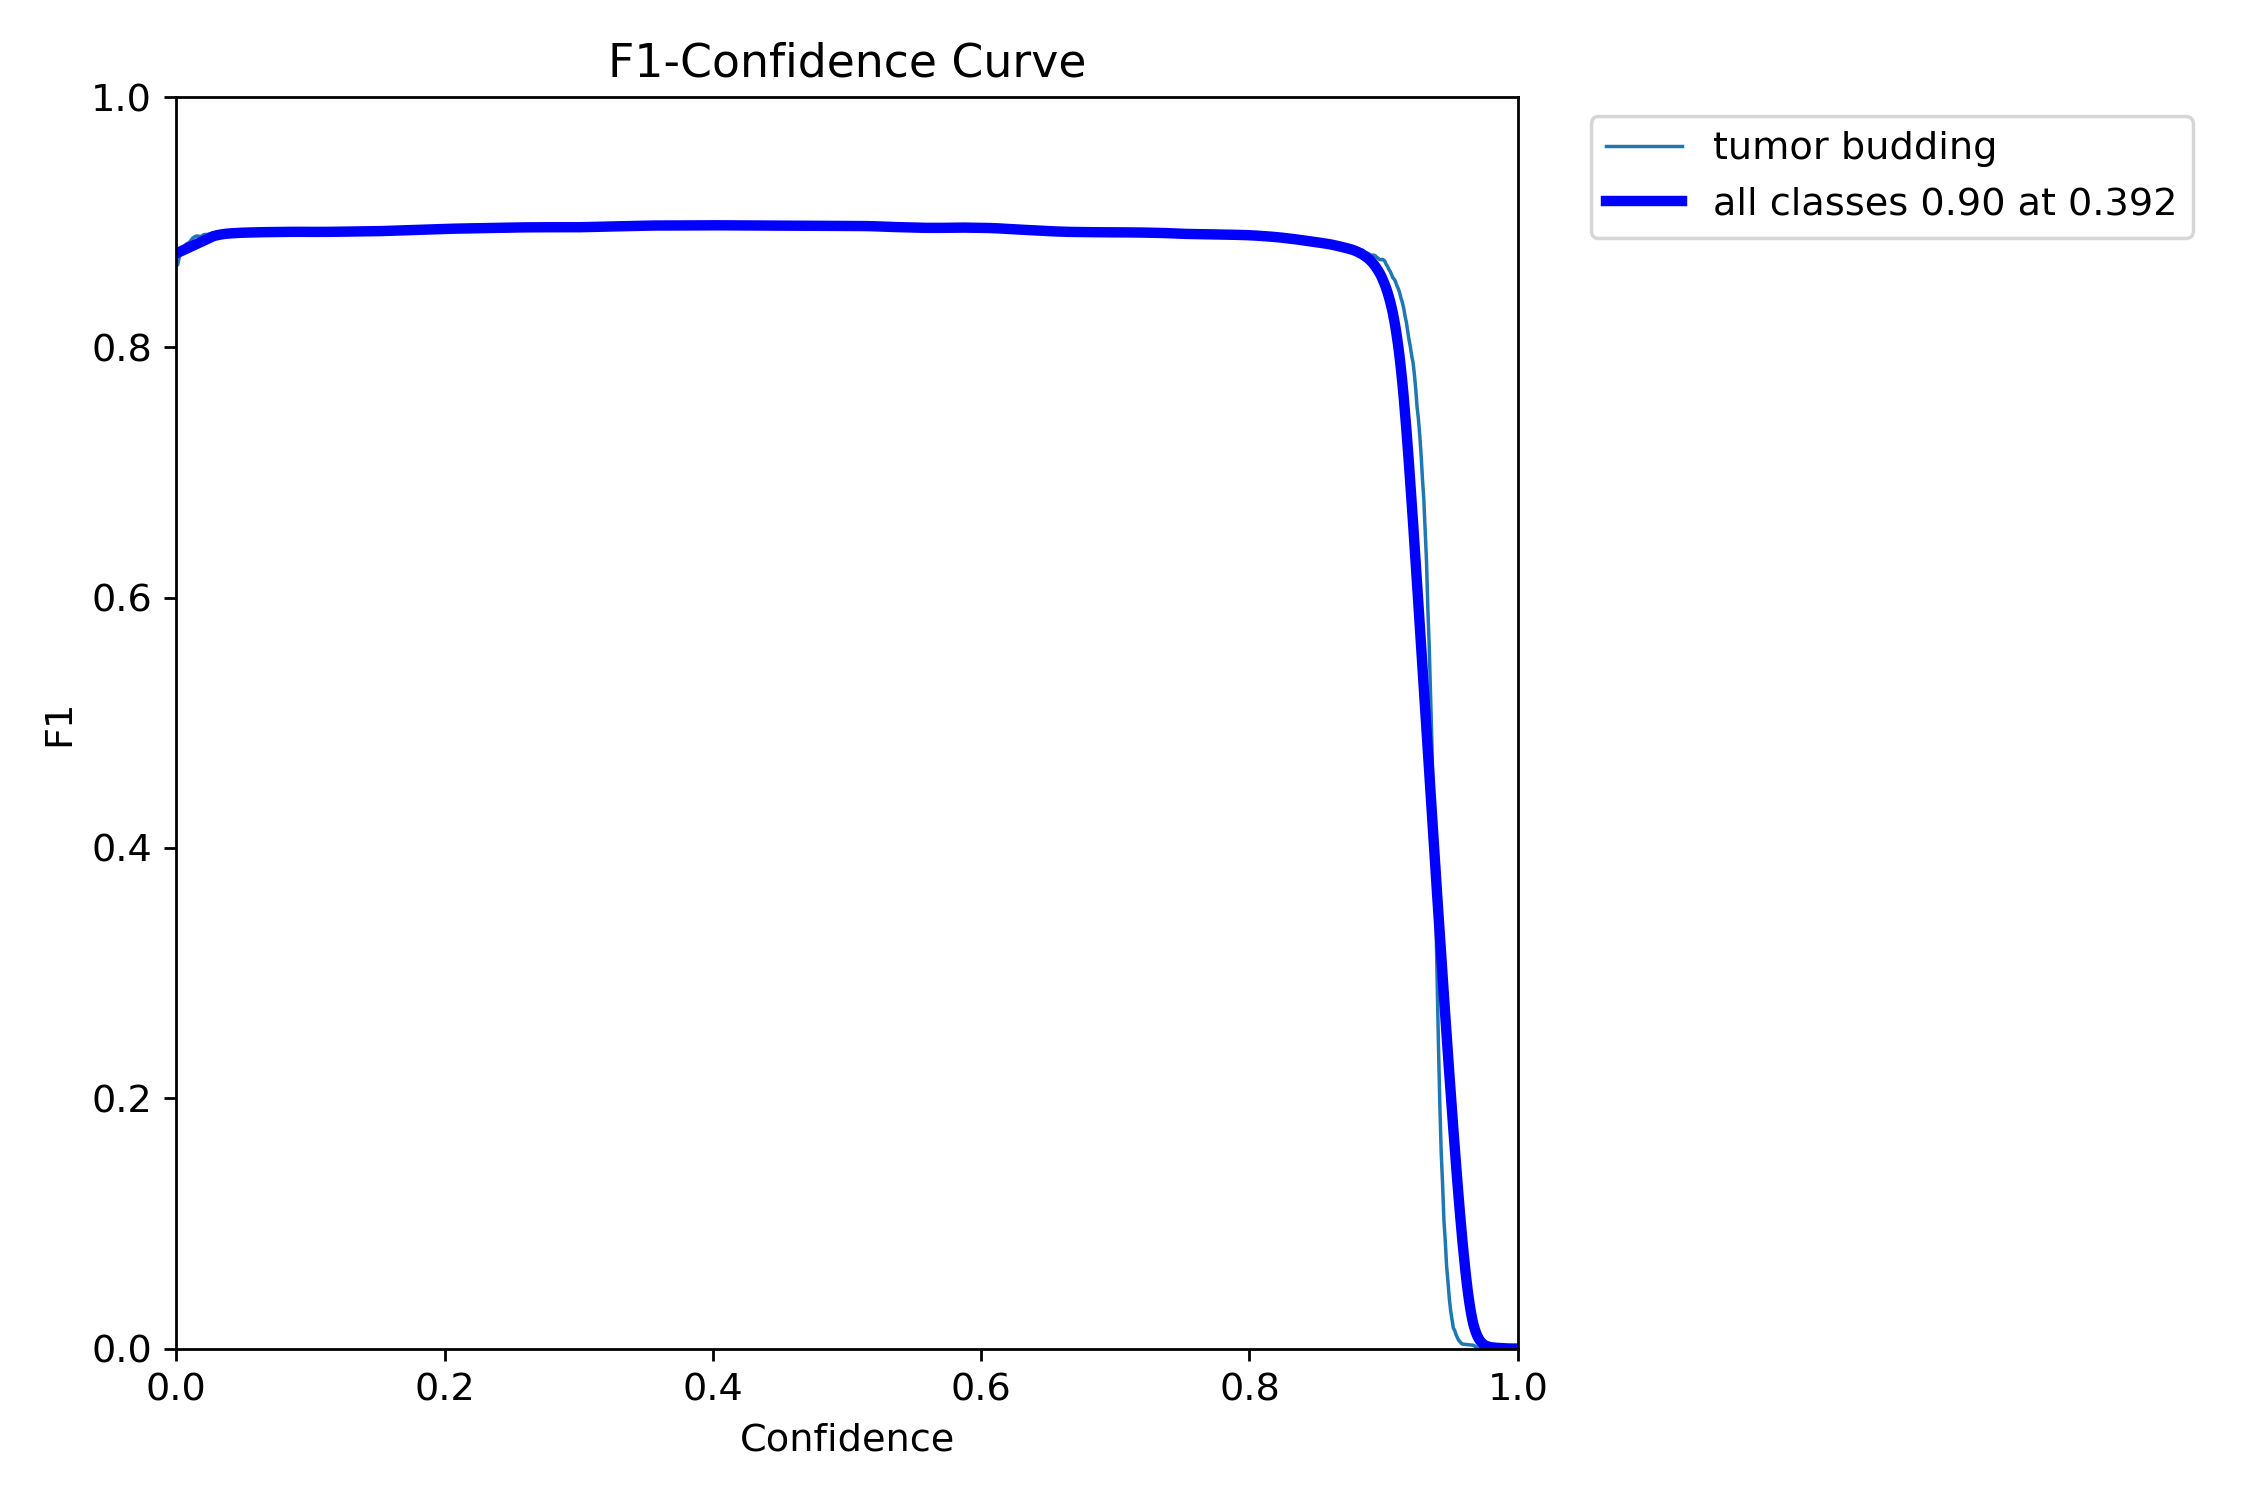 F1-Confidence Curve
1.0
0.8
0.6
0.4
0.2
0.0
F1
0.0 0.2 0.4 0.6 0.8 1.0
Confidence
tumor budding
all classes 0.90 at 0.392